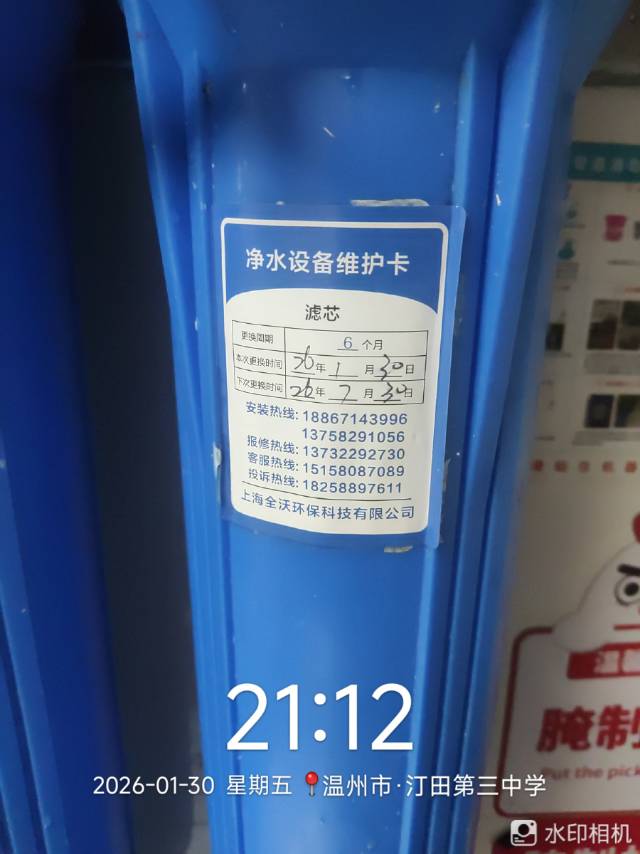 净水设备维护卡
滤芯
更换周期 6 个月
本次更换时间 26年 1 月 30日
下次更换时间 26年 7 月 30日
安装热线: 18867143996
13758291056
报修热线: 13732292730
客服热线: 15158087089
投诉热线: 18258897611
上海全沃环保科技有限公司
温馨
腌制
Put the pick
21:12
2026-01-30 星期五 温州市·汀田第三中学
水印相机